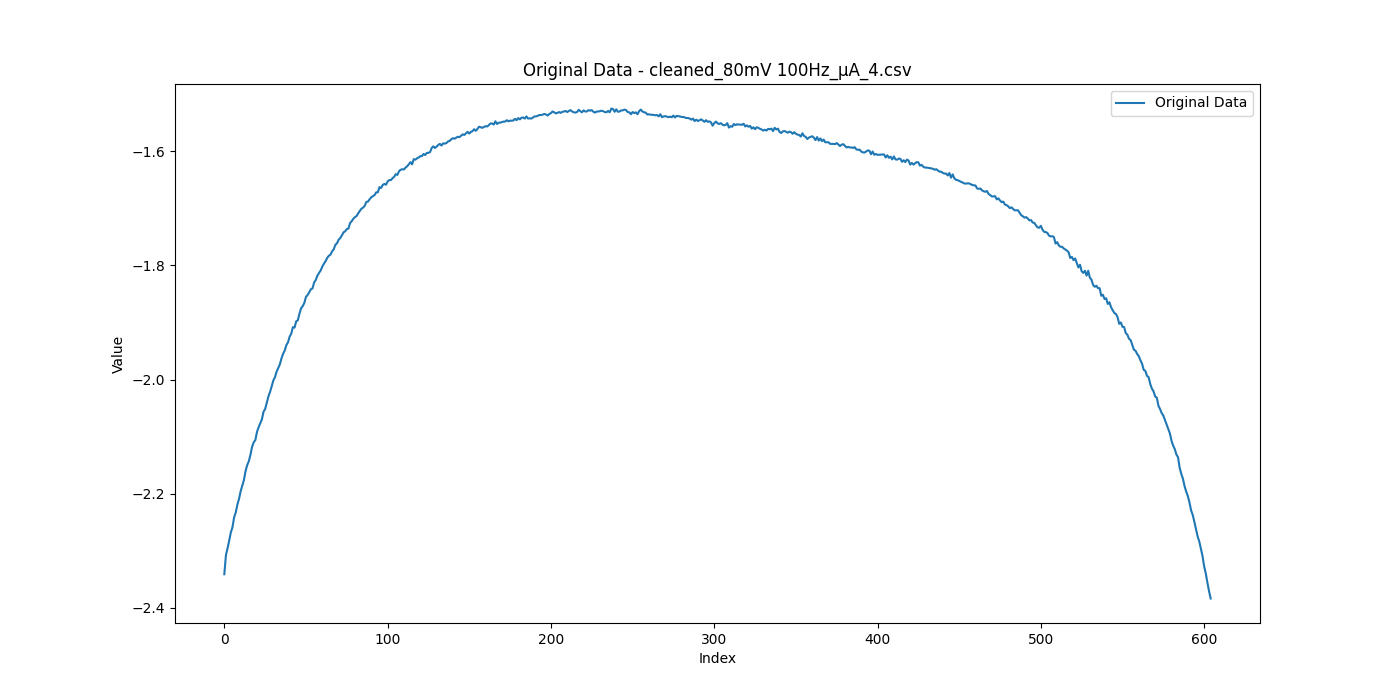 Original Data - cleaned_80mV 100Hz_µA_4.csv
Original Data
Value
−1.6
−1.8
−2.0
−2.2
−2.4
0 100 200 300 400 500 600
Index